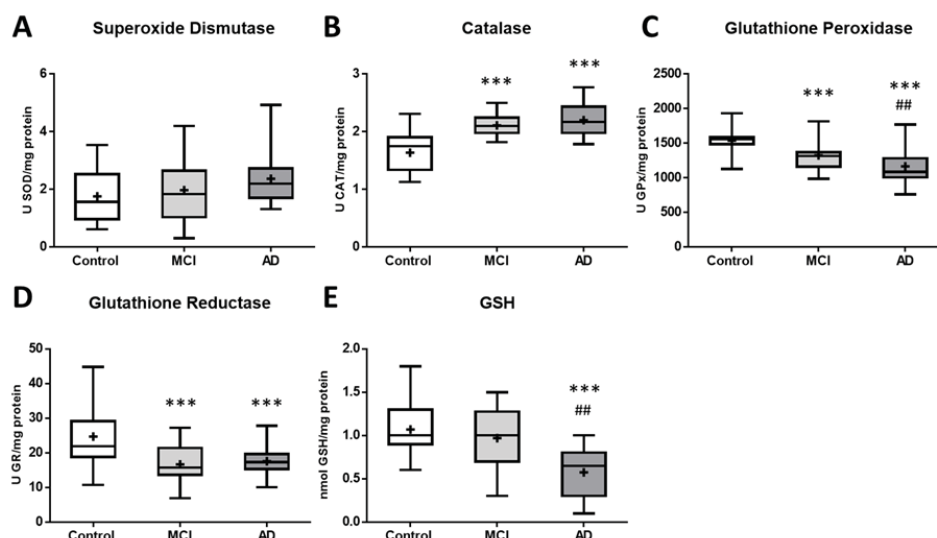 A
Superoxide Dismutase
U SOD/mg protein
6
4
2
0
Control
MCI
AD
B
Catalase
U CAT/mg protein
3
2
1
0
***
***
Control
MCI
AD
C
Glutathione Peroxidase
U GPx/mg protein
2500
2000
1500
1000
500
0
***
***
##
Control
MCI
AD
D
Glutathione Reductase
U GR/mg protein
50
40
30
20
10
0
***
***
Control
MCI
AD
E
GSH
nmol GSH/mg protein
2.0
1.5
1.0
0.5
0.0
***
##
Control
MCI
AD